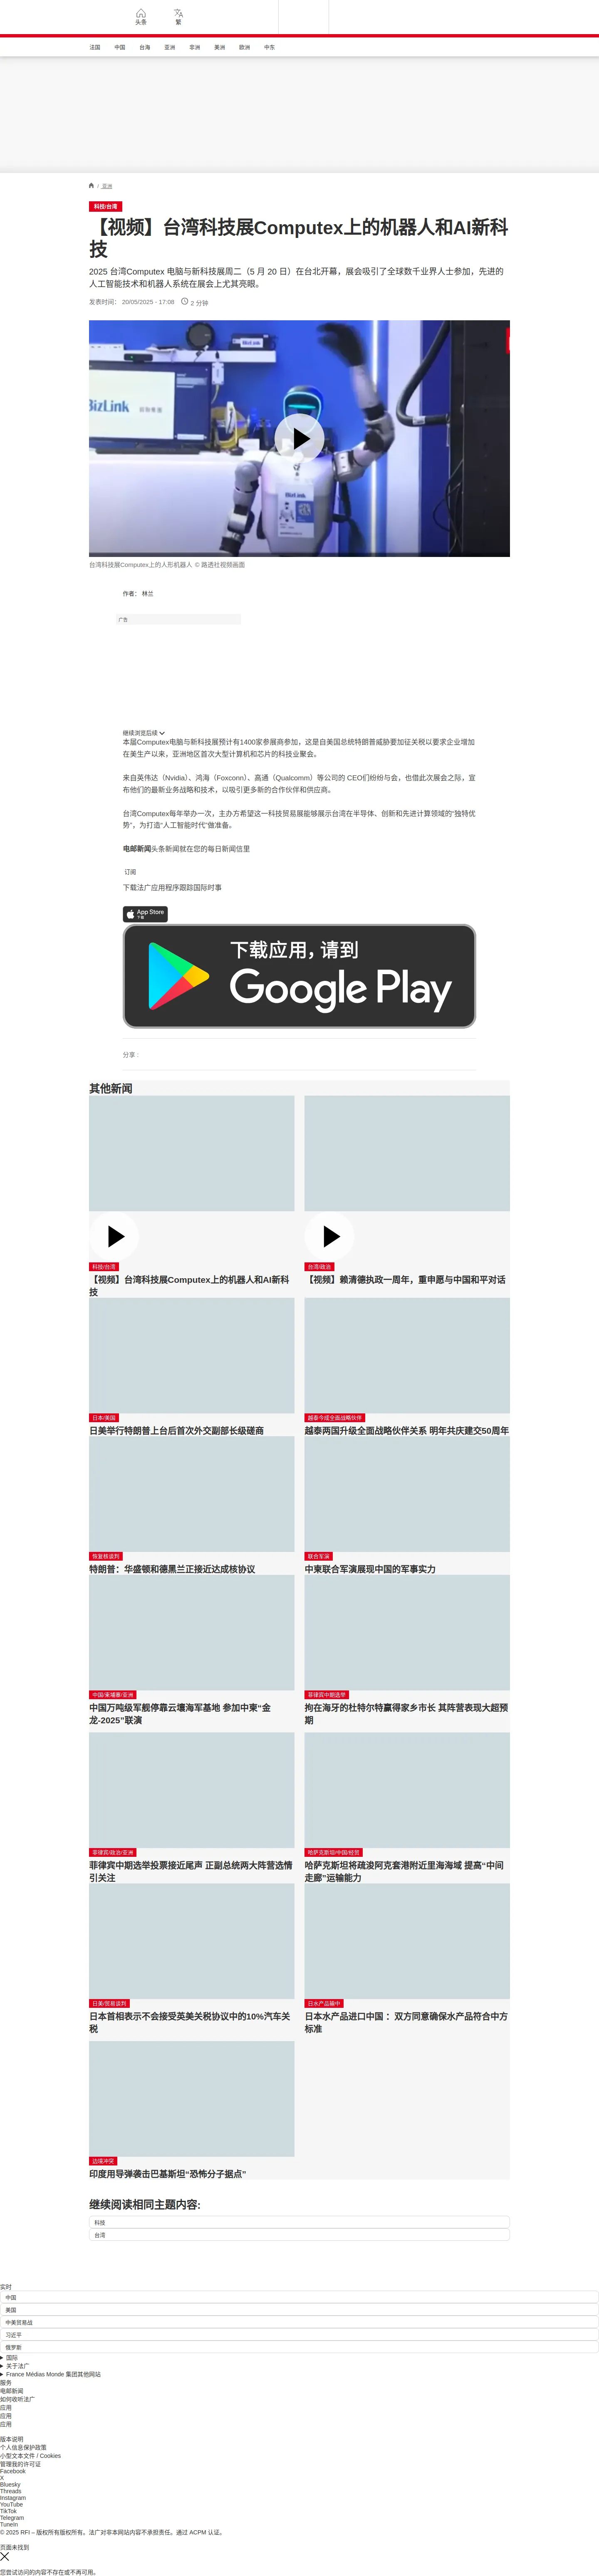 头条
繁
法国 中国 台海 亚洲 非洲 美洲 欧洲 中东
/ 亚洲
科技/台湾
【视频】台湾科技展Computex上的机器人和AI新科
技
2025 台湾Computex 电脑与新科技展周二（5 月 20 日）在台北开幕，展会吸引了全球数千业界人士参加，先进的
人工智能技术和机器人系统在展会上尤其亮眼。
发表时间： 20/05/2025 - 17:08 2 分钟
BizLink
BizLink
台湾科技展Computex上的人形机器人 © 路透社视频画面
作者： 林兰
广告
继续浏览后续
本届Computex电脑与新科技展预计有1400家参展商参加，这是自美国总统特朗普威胁要加征关税以要求企业增加
在美生产以来，亚洲地区首次大型计算机和芯片的科技业聚会。
来自英伟达（Nvidia）、鸿海（Foxconn）、高通（Qualcomm）等公司的 CEO们纷纷与会，也借此次展会之际，宣
布他们的最新业务战略和技术，以吸引更多新的合作伙伴和供应商。
台湾Computex每年举办一次，主办方希望这一科技贸易展能够展示台湾在半导体、创新和先进计算领域的“独特优
势”，为打造“人工智能时代”做准备。
电邮新闻头条新闻就在您的每日新闻信里
订阅
下载法广应用程序跟踪国际时事
App Store
下载
下载应用，请到
Google Play
分享 :
其他新闻
科技/台湾
【视频】台湾科技展Computex上的机器人和AI新科
技
台湾/政治
【视频】赖清德执政一周年，重申愿与中国和平对话
日本/美国
日美举行特朗普上台后首次外交副部长级磋商
越泰今成全面战略伙伴
越泰两国升级全面战略伙伴关系 明年共庆建交50周年
恢复核谈判
特朗普：华盛顿和德黑兰正接近达成核协议
联合军演
中柬联合军演展现中国的军事实力
中国/柬埔寨/亚洲
中国万吨级军舰停靠云壤海军基地 参加中柬“金
龙-2025”联演
菲律宾中期选举
拘在海牙的杜特尔特赢得家乡市长 其阵营表现大超预
期
菲律宾/政治/亚洲
菲律宾中期选举投票接近尾声 正副总统两大阵营选情
引关注
哈萨克斯坦/中国/经贸
哈萨克斯坦将疏浚阿克套港附近里海海域 提高“中间
走廊”运输能力
日美/贸易谈判
日本首相表示不会接受英美关税协议中的10%汽车关
税
日水产品输中
日本水产品进口中国： 双方同意确保水产品符合中方
标准
边境冲突
印度用导弹袭击巴基斯坦“恐怖分子据点”
继续阅读相同主题内容:
科技
台湾
实时
中国
美国
中美贸易战
习近平
俄罗斯
国际
关于法广
France Médias Monde 集团其他网站
服务
电邮新闻
如何收听法广
应用
应用
应用
版本说明
个人信息保护政策
小型文本文件 / Cookies
管理我的许可证
Facebook
X
Bluesky
Threads
Instagram
YouTube
TikTok
Telegram
TuneIn
© 2025 RFI – 版权所有版权所有。法广对非本网站内容不承担责任。通过 ACPM 认证。
页面未找到
您尝试访问的内容不存在或不再可用。